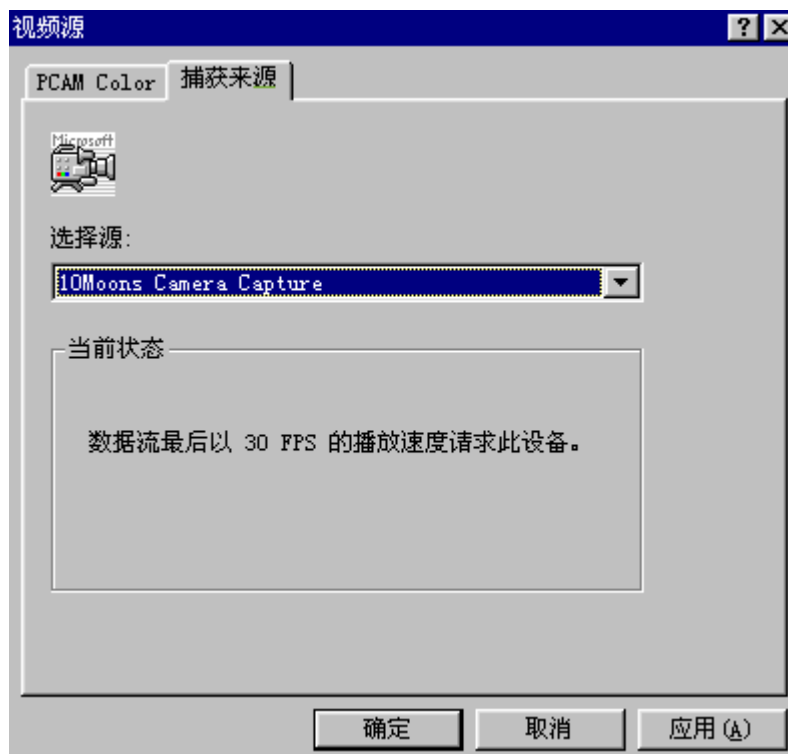 视频源
PCAM Color 捕获来源
Microsoft
选择源:
10Moons Camera Capture
当前状态
数据流最后以 30 FPS 的播放速度请求此设备。
确定 取消 应用(A)